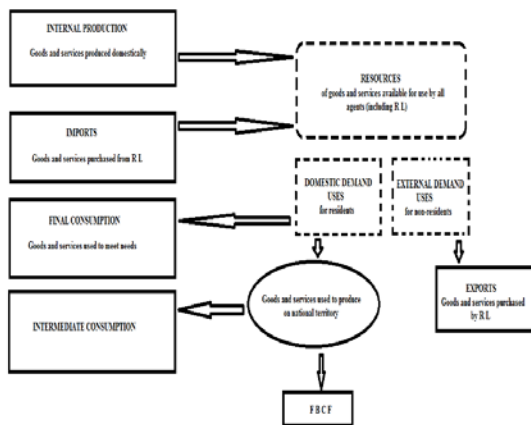 INTERNAL PRODUCTION
Goods and services produced domestically
RESOURCES
of goods and services available for use by all
agents (including R L)
IMPORTS
Goods and services purchased from R L
DOMESTIC DEMAND
USES
for residents
EXTERNAL DEMAND
USES
for non-residents
FINAL CONSUMPTION
Goods and services used to meet needs
Goods and services used to produce
on national territory
INTERMEDIATE CONSUMPTION
EXPORTS
Goods and services purchased
by R L
F B C F